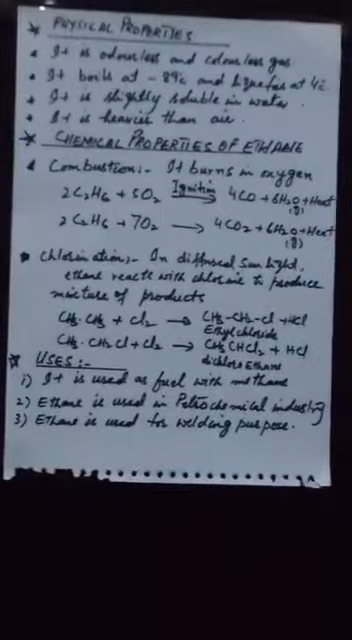 * PHYSICAL PROPERTIES
• It is odourless and colourless gas
• It boils at -89c and liquefies at 4c.
• It is slightly soluble in water.
• It is heavier than air.
* CHEMICAL PROPERTIES OF ETHANE
• Combustion:- It burns in oxygen
2C2H6 + 5O2 Ignition → 4CO + 6H2O + Heat
(g)
2C2H6 + 7O2 → 4CO2 + 6H2O + Heat
(g)
• Chlorination:- In diffused sun light,
ethane reacts with chlorine to produce
mixture of products
CH3.CH3 + Cl2 → CH3-CH2-Cl + HCl
Ethyl chloride
CH3.CH2Cl + Cl2 → CH3CHCl2 + HCl
dichloro Ethane
* USES:-
1) It is used as fuel with methane
2) Ethane is used in Petrochemical industry
3) Ethane is used for welding purpose.